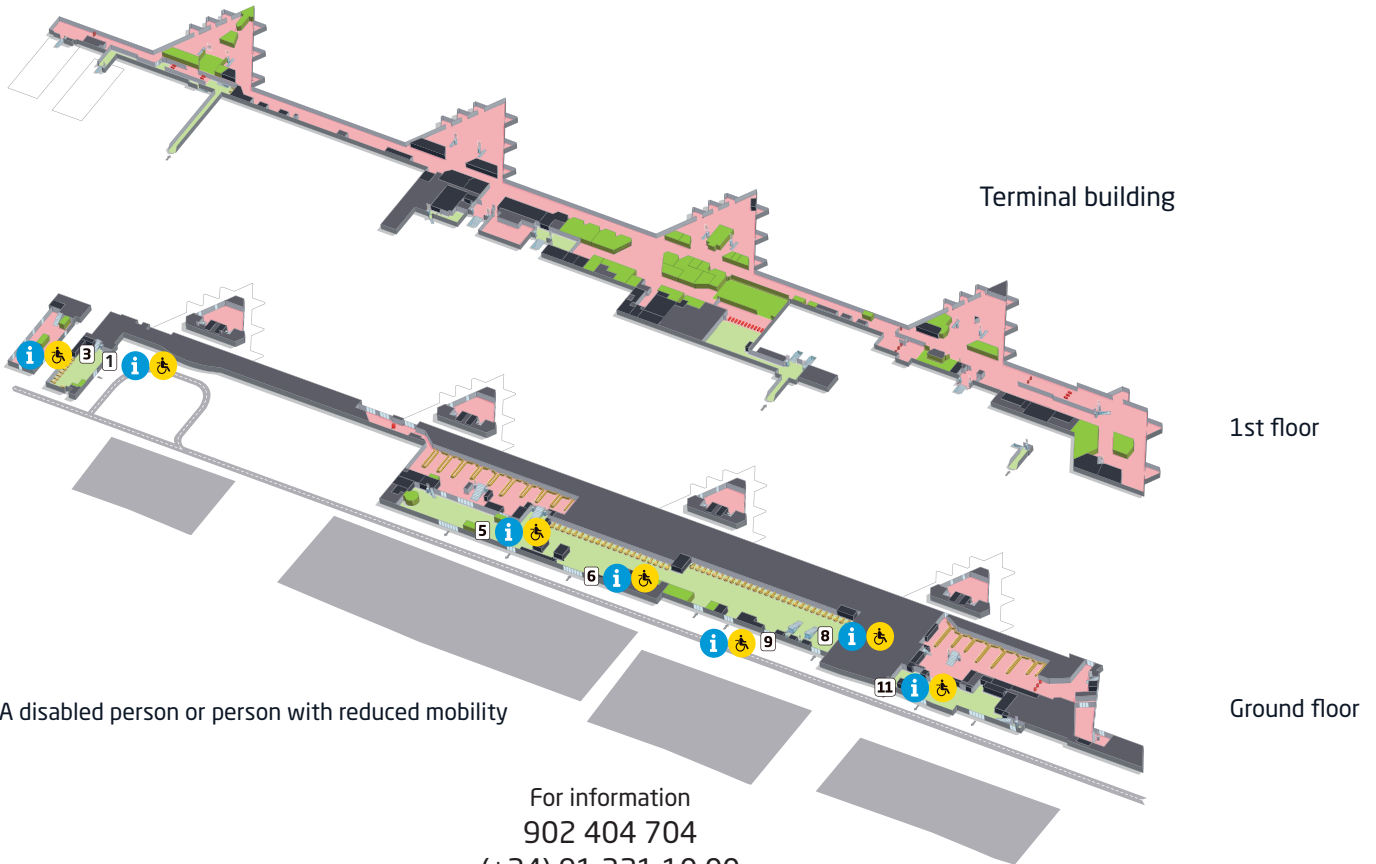 Terminal building
1st floor
i
3
1
i
5
i
6
i
i
9
8
i
11
i
A disabled person or person with reduced mobility
Ground floor
For information
902 404 704